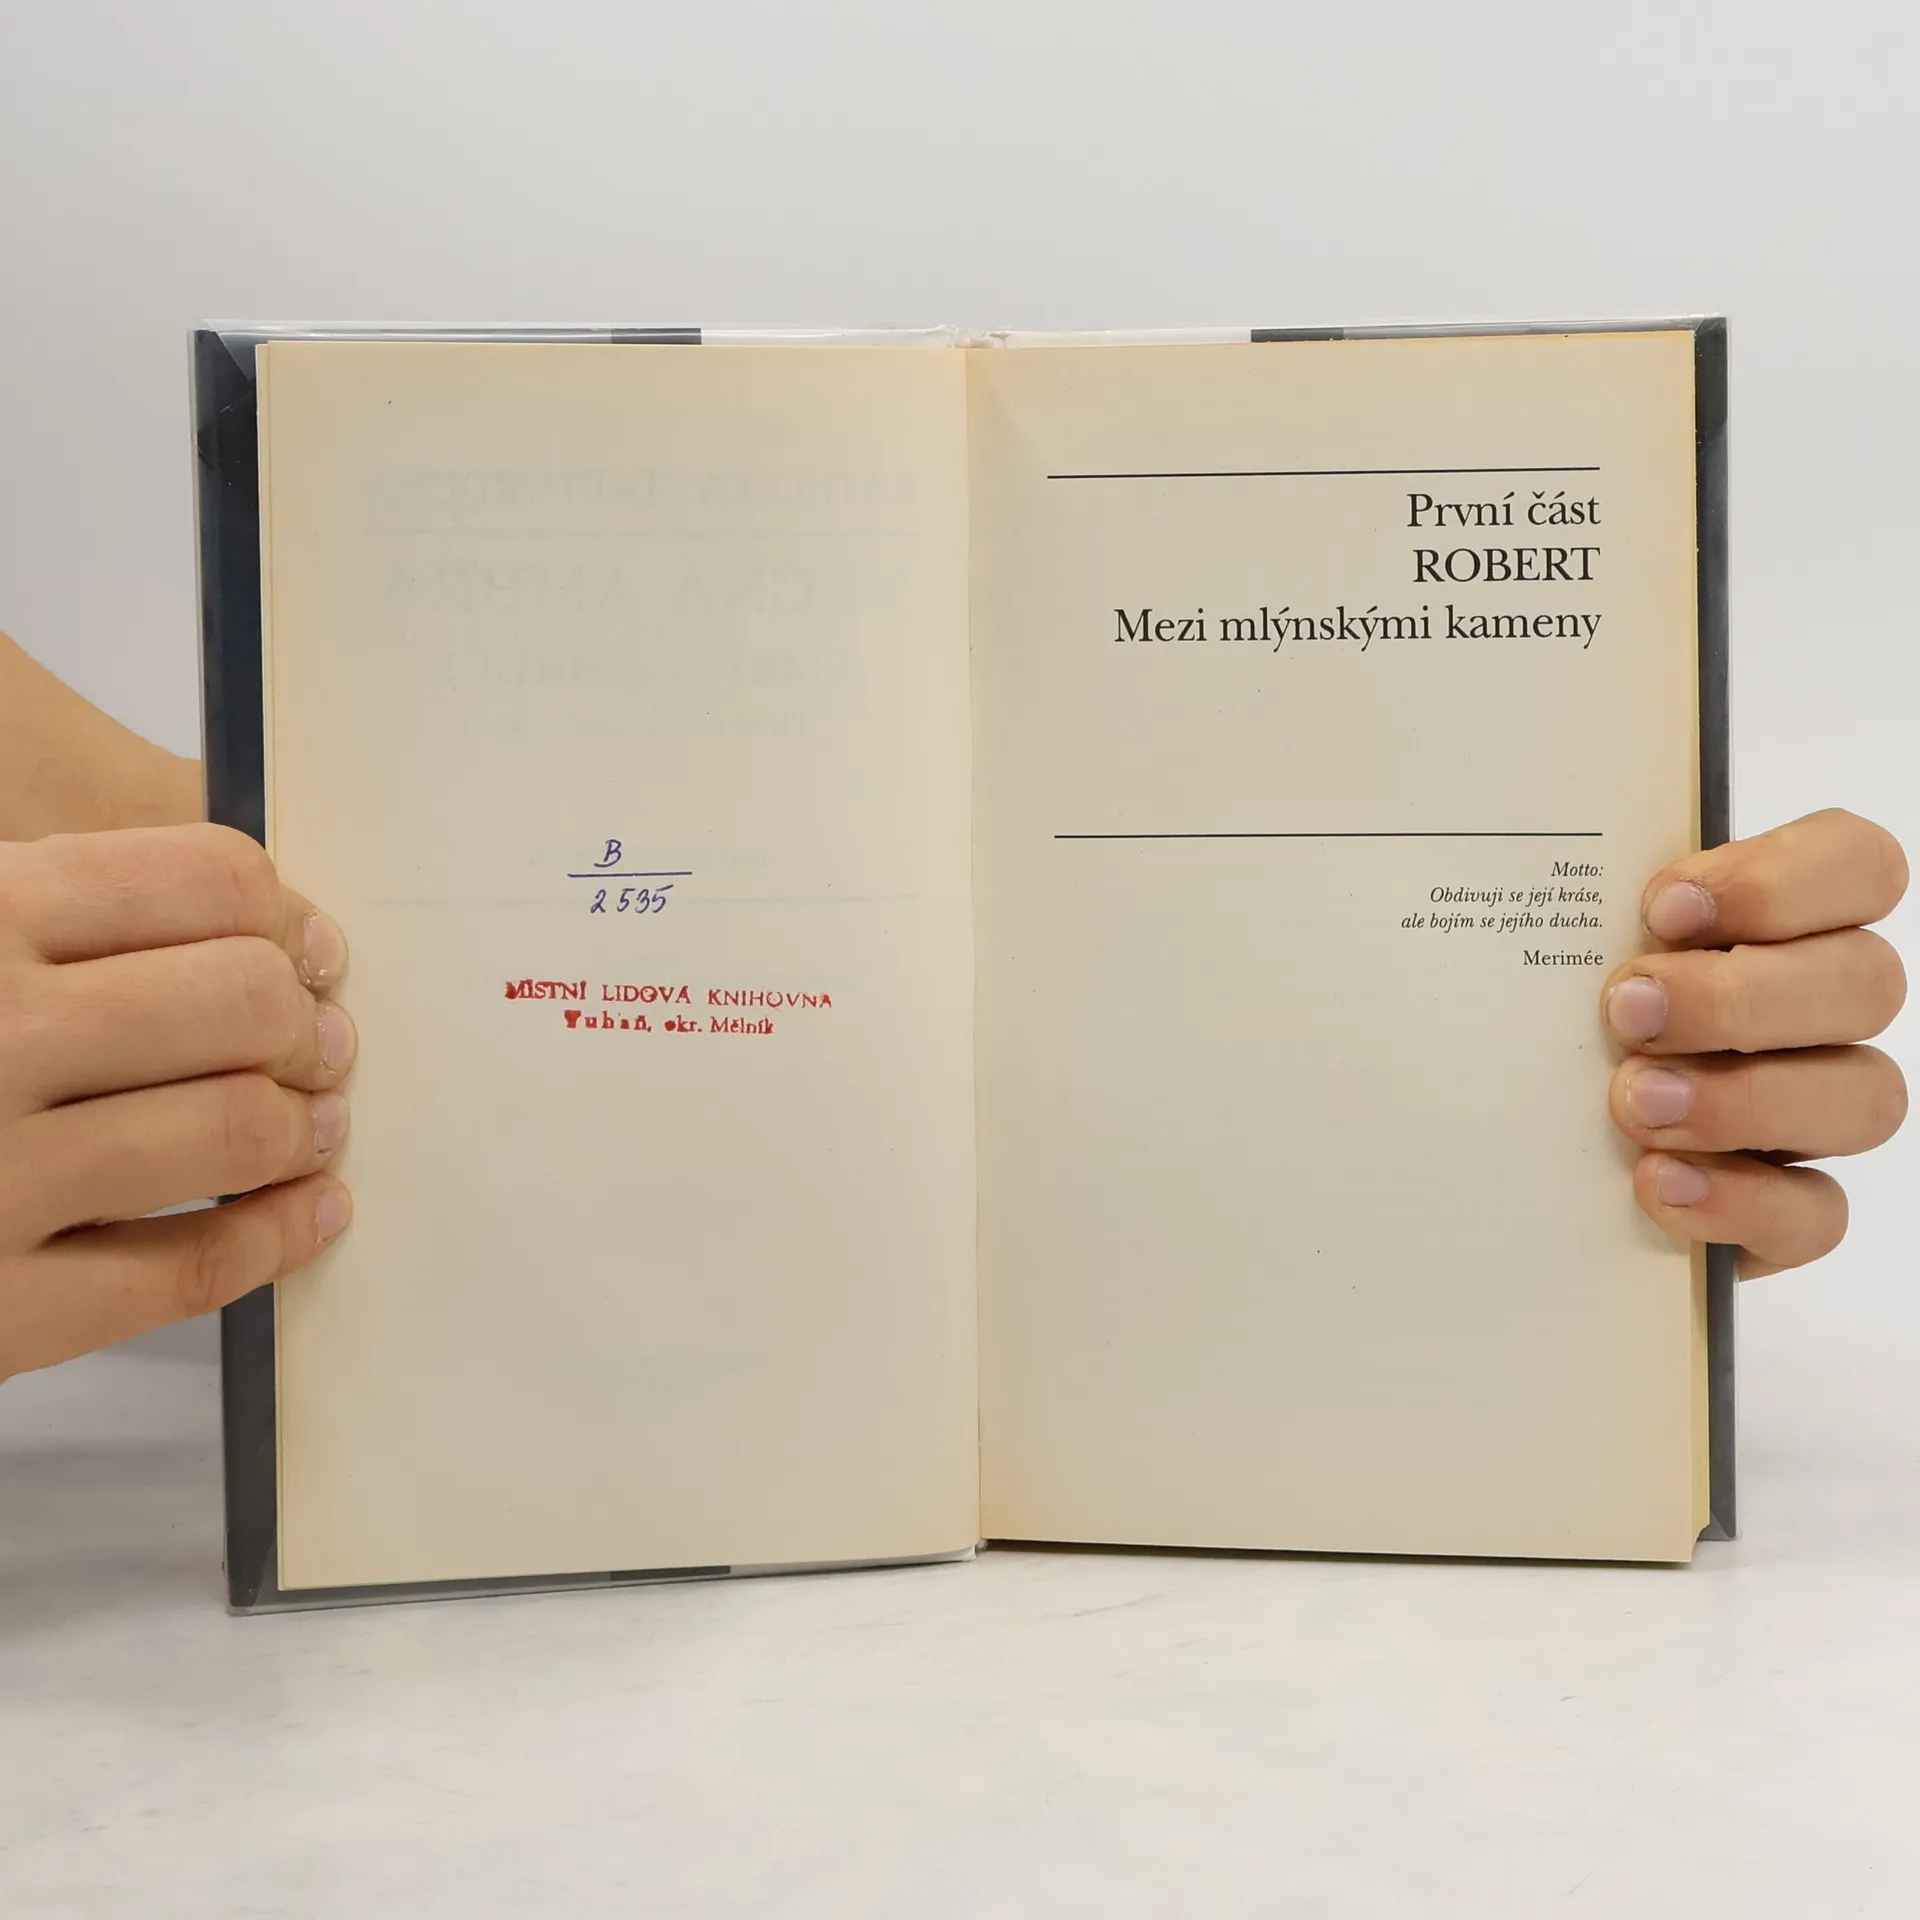 B
2535
MÍSTNÍ LIDOVÁ KNIHOVNA
Tuhaň, okr. Mělník
První část
ROBERT
Mezi mlýnskými kameny
Motto:
Obdivuji se její kráse,
ale bojím se jejího ducha.
Merimée